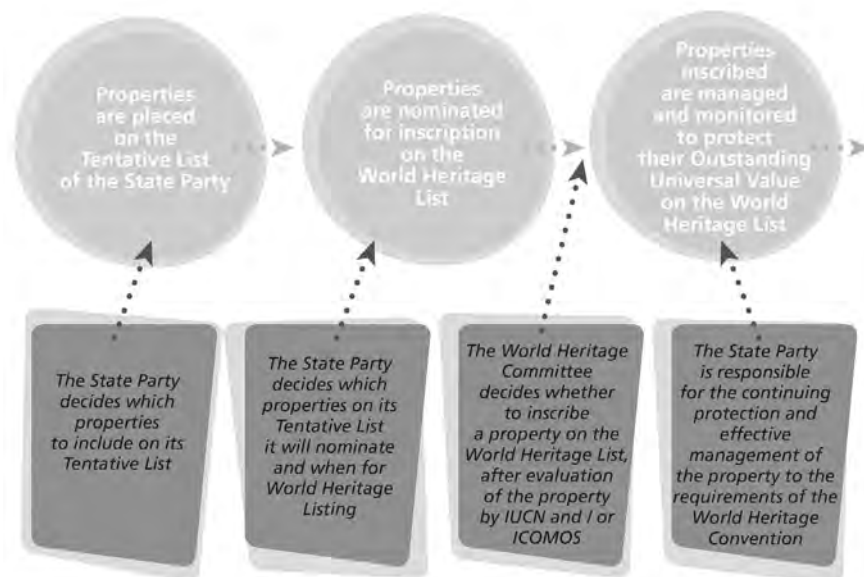 Properties
are placed
on the
Tentative List
of the State Party
Properties
are nominated
for inscription
on the
World Heritage
List
Properties
inscribed
are managed
and monitored
to protect
their Outstanding
Universal Value
on the World
Heritage List
The State Party
decides which
properties
to include on its
Tentative List
The State Party
decides which
properties on its
Tentative List
it will nominate
and when for
World Heritage
Listing
The World Heritage
Committee
decides whether
to inscribe
a property on the
World Heritage List,
after evaluation
of the property
by IUCN and / or
ICOMOS
The State Party
is responsible
for the continuing
protection and
effective
management of
the property to the
requirements of the
World Heritage
Convention